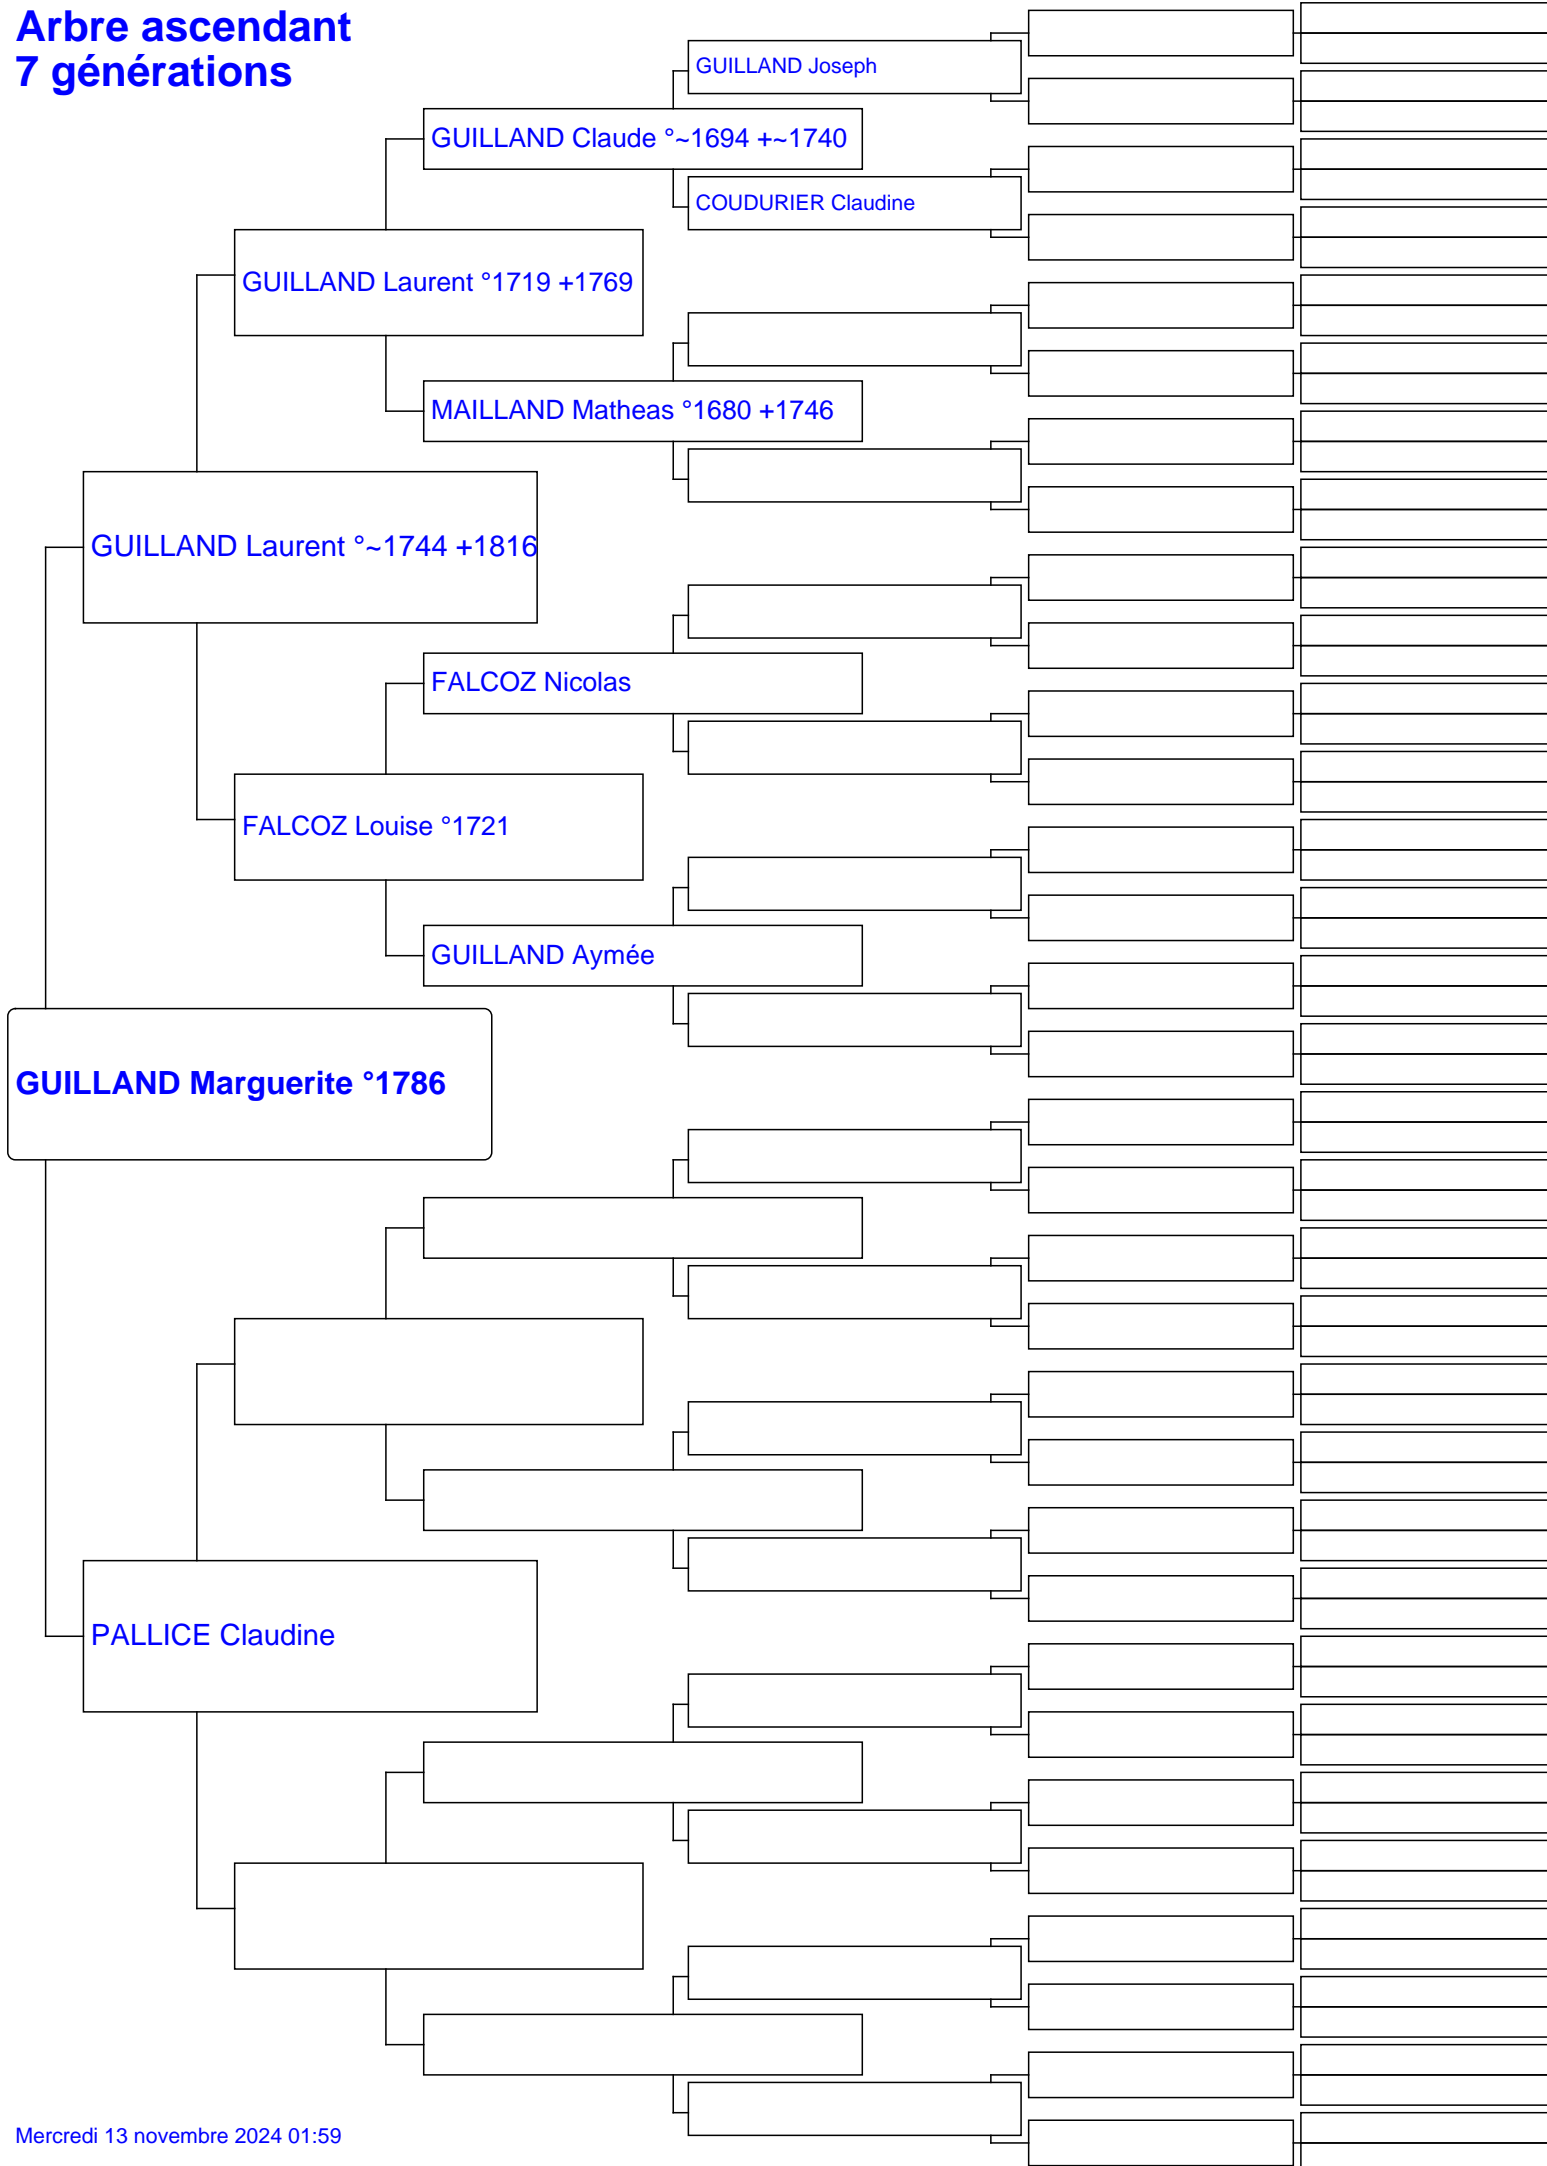 Arbre ascendant
7 générations
GUILLAND Joseph
GUILLAND Claude °~1694 +~1740
COUDURIER Claudine
GUILLAND Laurent °1719 +1769
MAILLAND Matheas °1680 +1746
GUILLAND Laurent °~1744 +1816
FALCOZ Nicolas
FALCOZ Louise °1721
GUILLAND Aymée
GUILLAND Marguerite °1786
PALLICE Claudine
Mercredi 13 novembre 2024 01:59